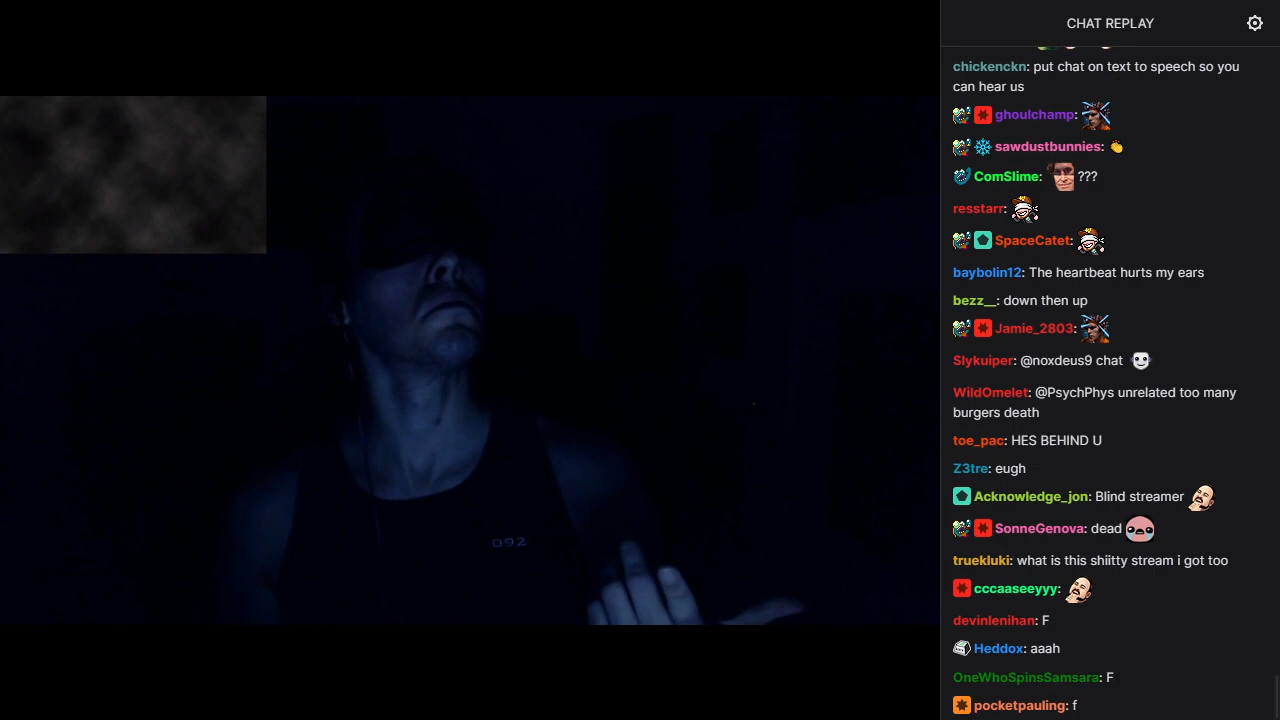 CHAT REPLAY
chickenckn: put chat on text to speech so you
can hear us
ghoulchamp:
sawdustbunnies:
ComSlime: ???
resstarr:
SpaceCatet:
baybolin12: The heartbeat hurts my ears
bezz__: down then up
Jamie_2803:
Slykuiper: @noxdeus9 chat
WildOmelet: @PsychPhys unrelated too many
burgers death
toe_pac: HES BEHIND U
Z3tre: eugh
Acknowledge_jon: Blind streamer
SonneGenova: dead
truekluki: what is this shiitty stream i got too
cccaaseeyyy:
devinlenihan: F
Heddox: aaah
OneWhoSpinsSamsara: F
pocketpauling: f
092